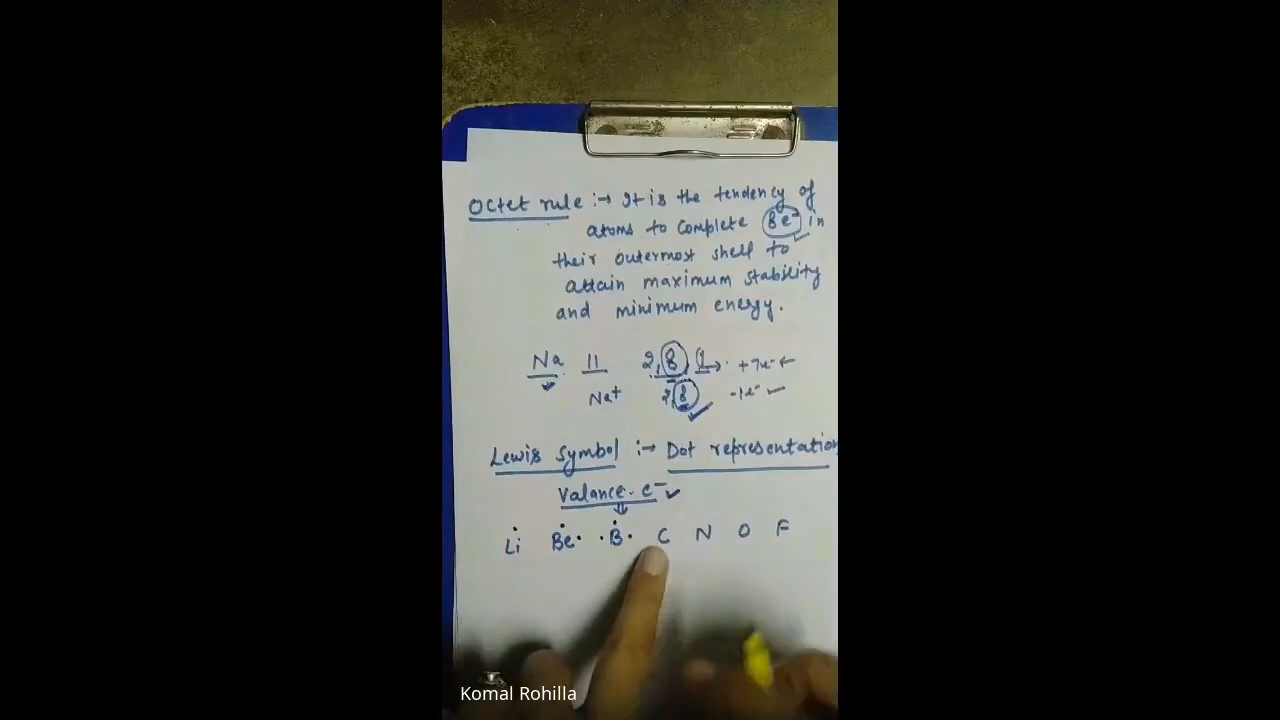 Octet rule :→ It is the tendency of
atoms to complete 8e⁻ in
their outermost shell to
attain maximum stability
and minimum energy.
Na 11 2,8,1 → +7e⁻ ←
Na⁺ 2,8 -1e⁻ ✓
Lewis Symbol :→ Dot representation
Valance e⁻ ✓
Li Be B C N O F
Komal Rohilla